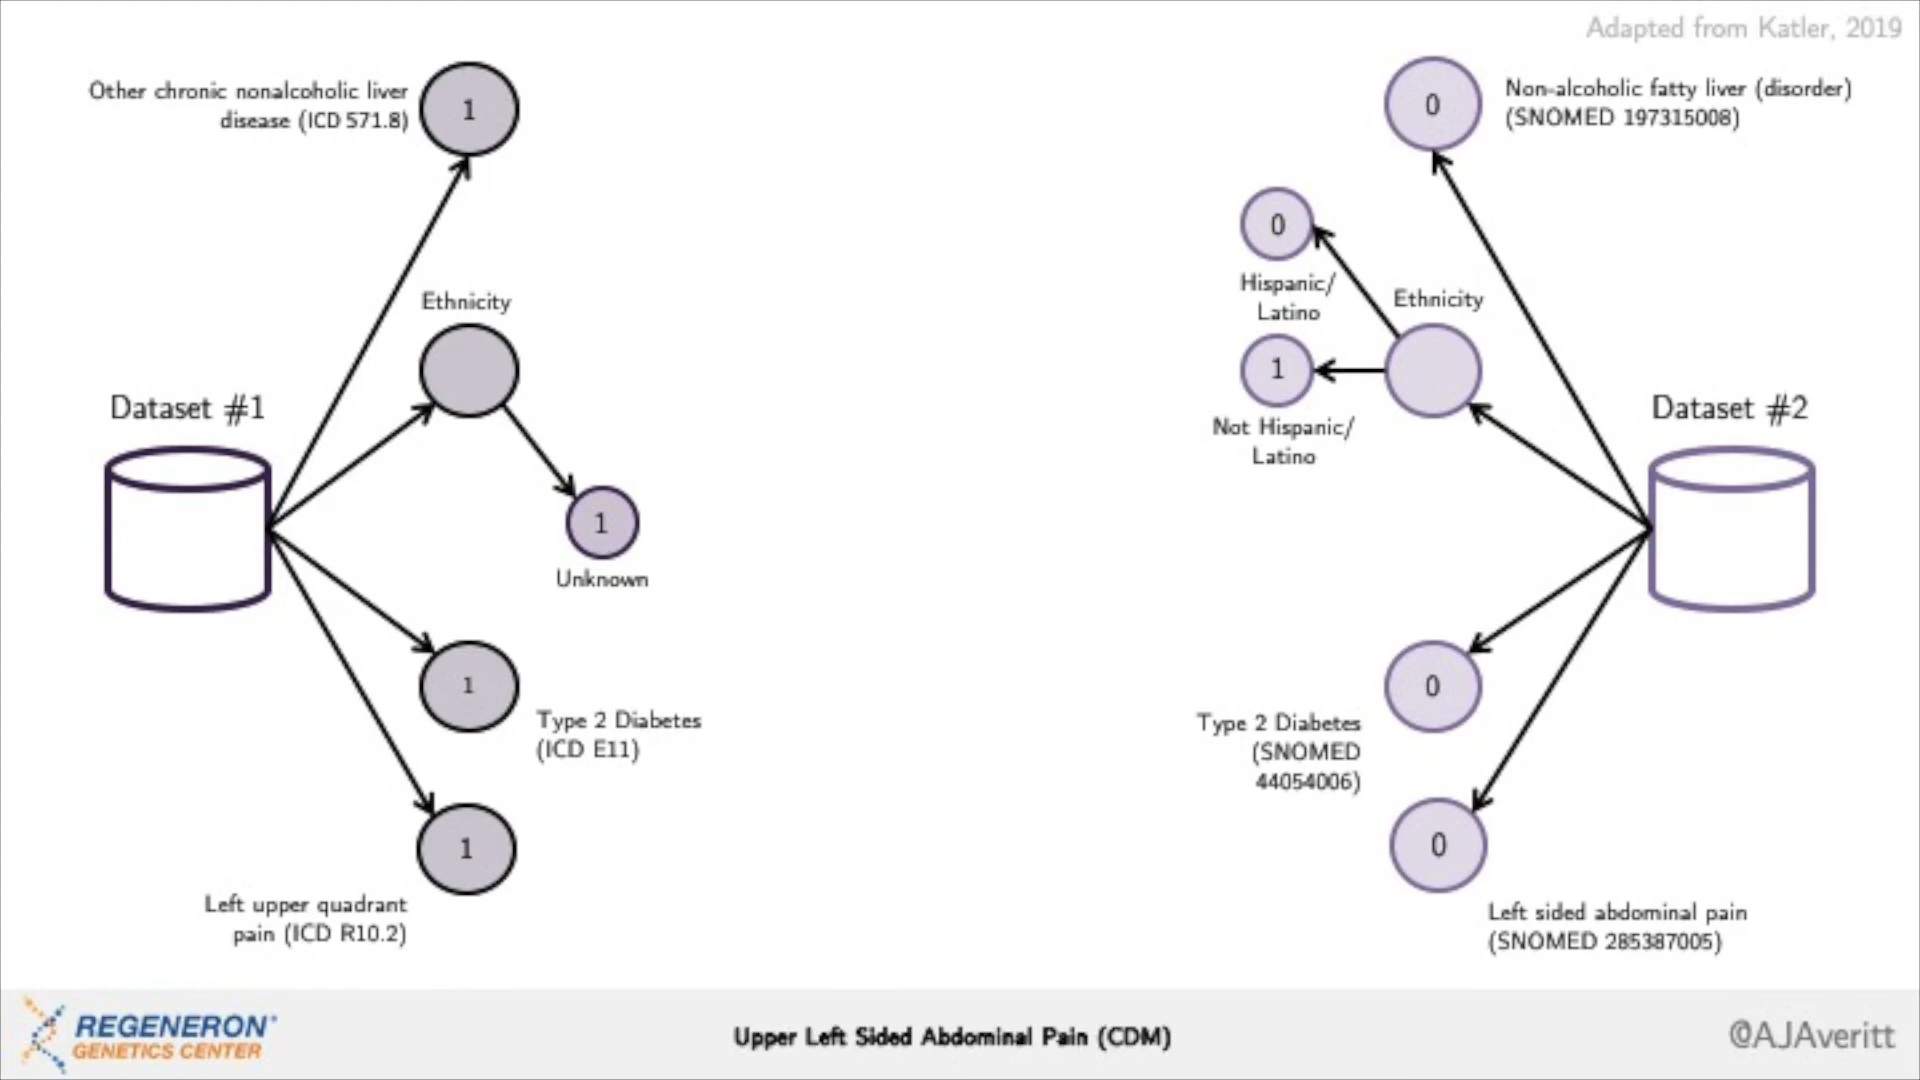 Adapted from Katler, 2019
Other chronic nonalcoholic liver
disease (ICD 571.8)
1
Ethnicity
Dataset #1
1
Unknown
1
Type 2 Diabetes
(ICD E11)
1
Left upper quadrant
pain (ICD R10.2)
0
Non-alcoholic fatty liver (disorder)
(SNOMED 197315008)
0
Hispanic/
Latino
Ethnicity
1
Not Hispanic/
Latino
Dataset #2
0
Type 2 Diabetes
(SNOMED
44054006)
0
Left sided abdominal pain
(SNOMED 285387005)
REGENERON
GENETICS CENTER
Upper Left Sided Abdominal Pain (CDM)
@AJAveritt